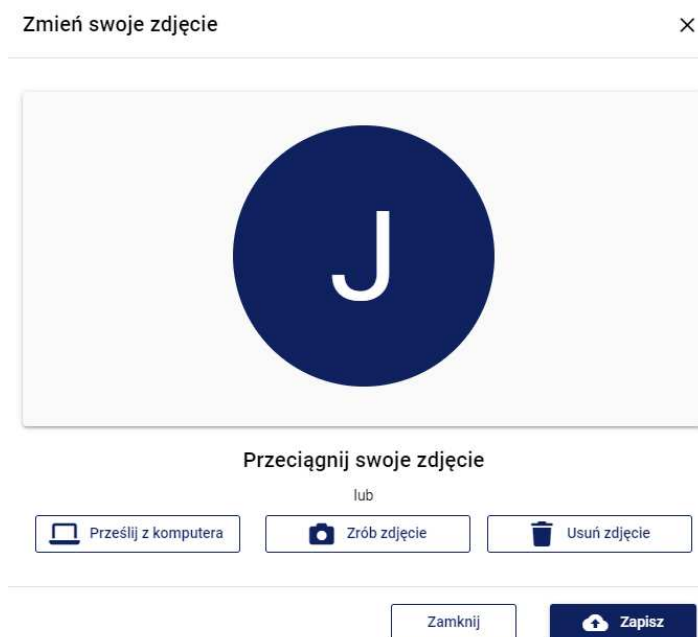 Zmień swoje zdjęcie
J
Przeciągnij swoje zdjęcie
lub
Prześlij z komputera
Zrób zdjęcie
Usuń zdjęcie
Zamknij
Zapisz